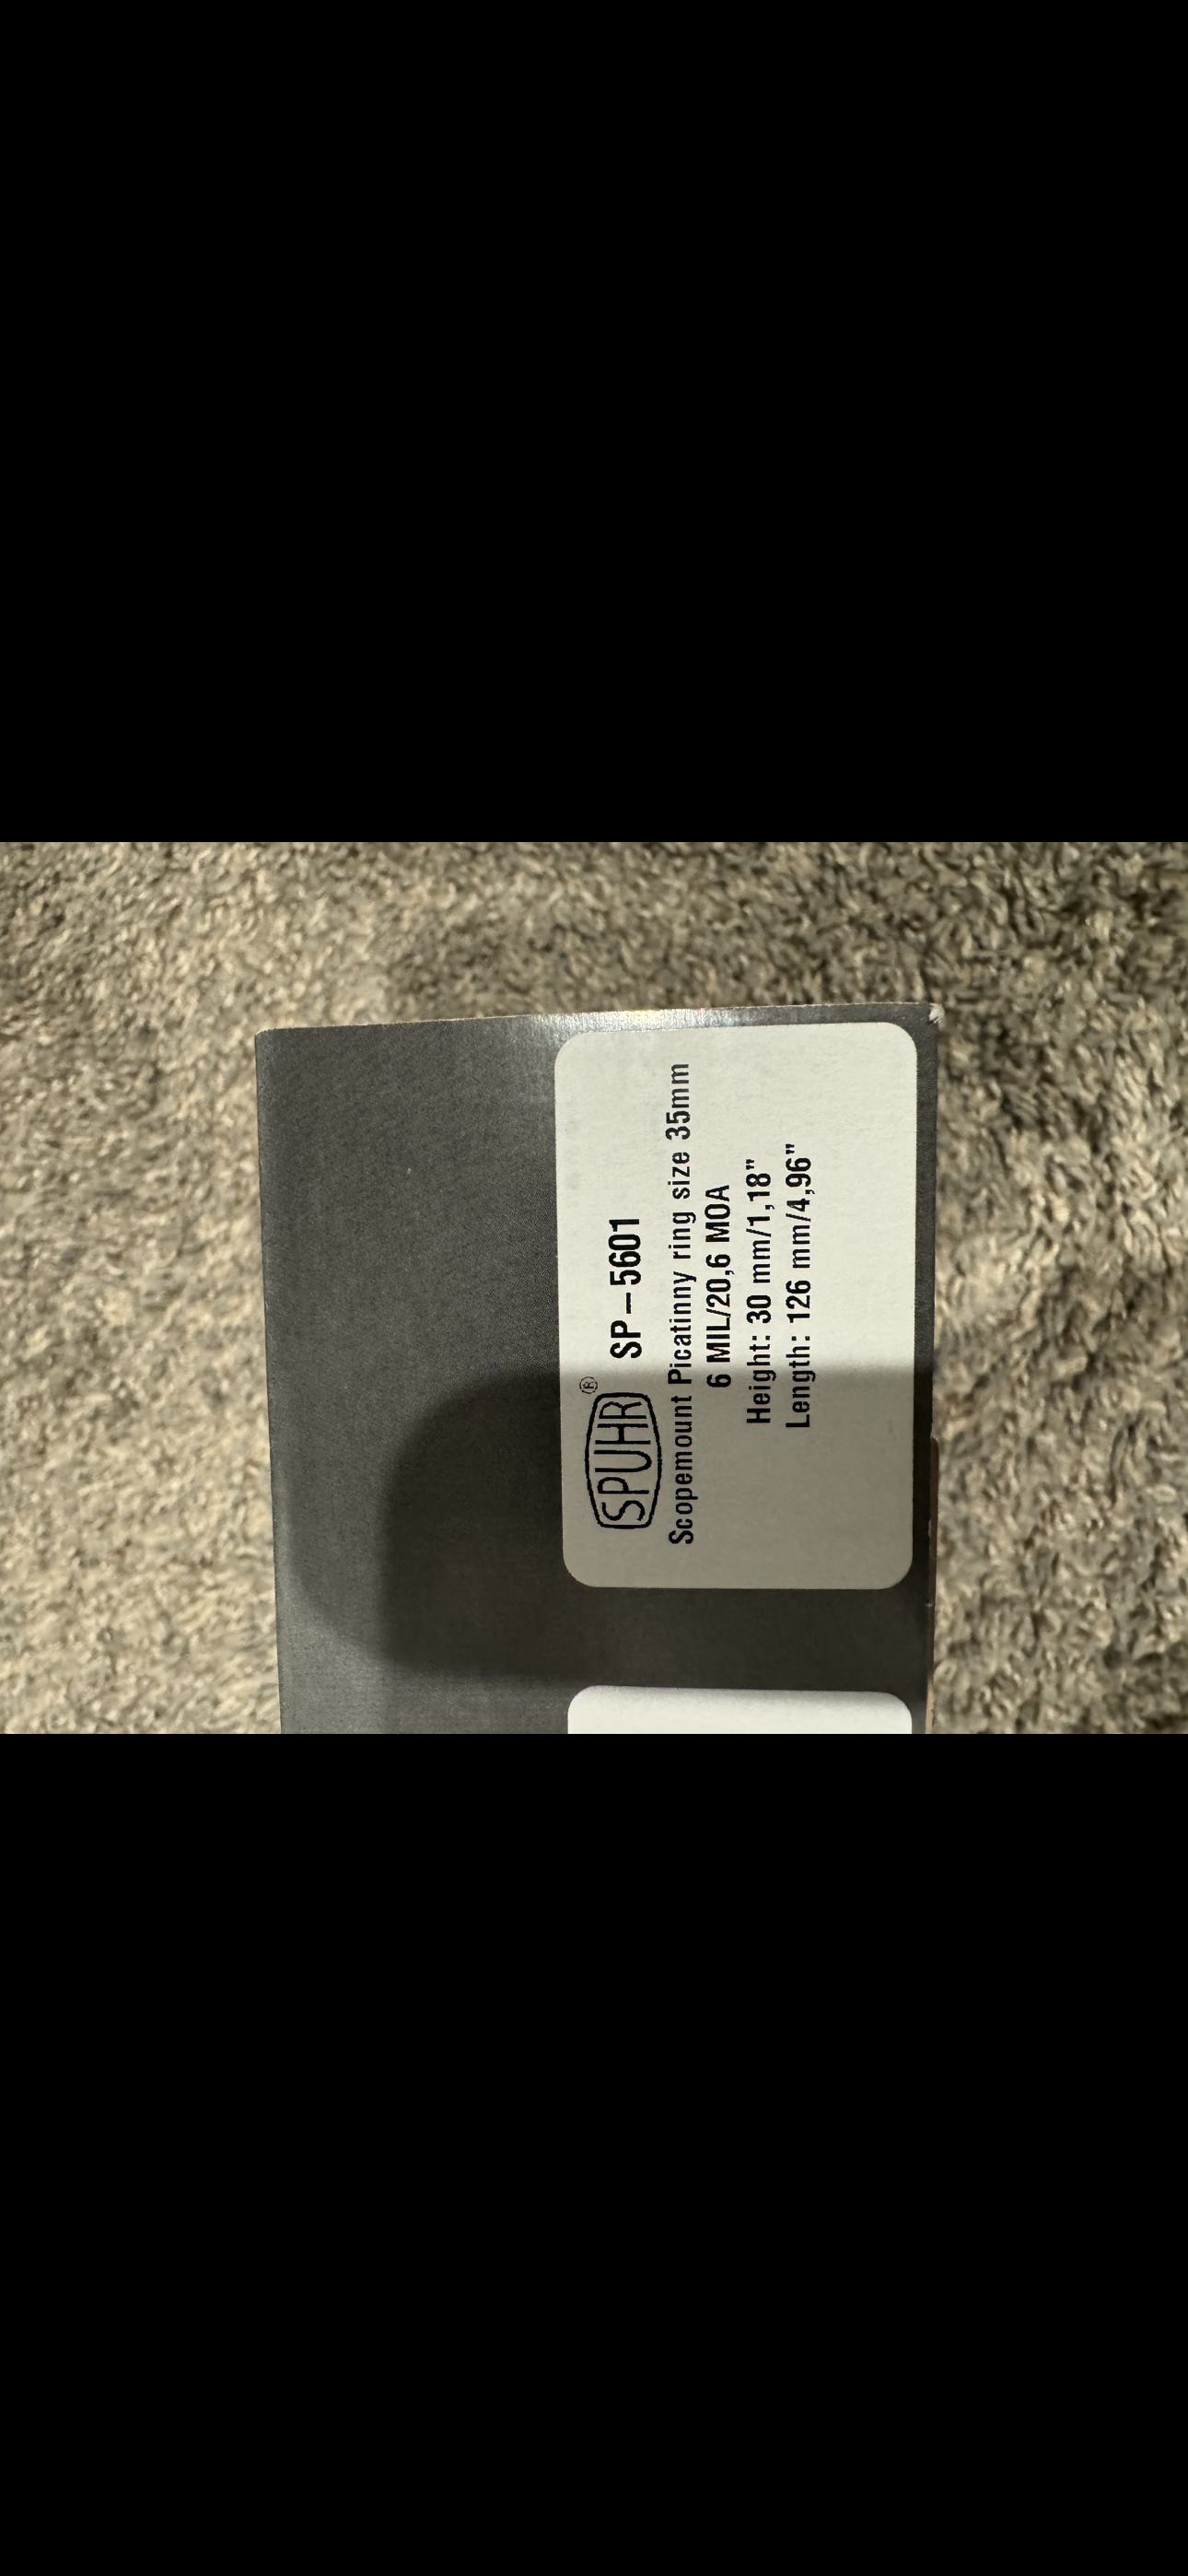 SPUHR® SP–5601
Scopemount Picatinny ring size 35mm
6 MIL/20,6 MOA
Height: 30 mm/1,18"
Length: 126 mm/4,96"